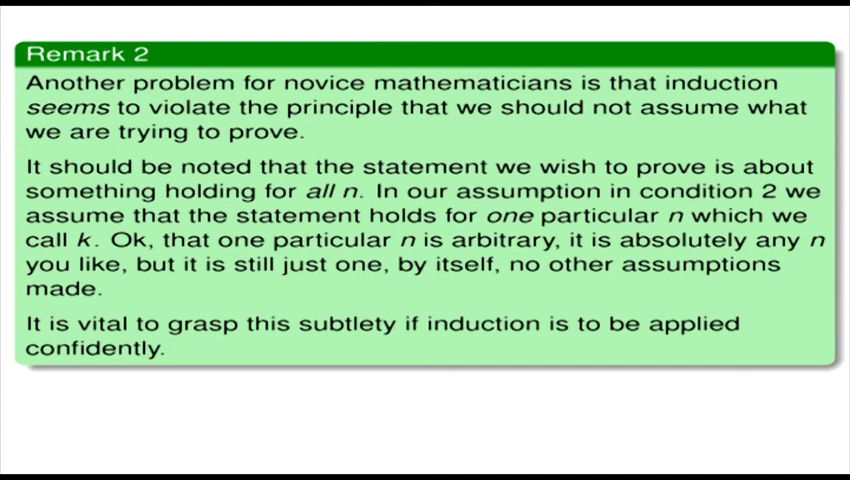 Remark 2
Another problem for novice mathematicians is that induction
seems to violate the principle that we should not assume what
we are trying to prove.
It should be noted that the statement we wish to prove is about
something holding for all n. In our assumption in condition 2 we
assume that the statement holds for one particular n which we
call k. Ok, that one particular n is arbitrary, it is absolutely any n
you like, but it is still just one, by itself, no other assumptions
made.
It is vital to grasp this subtlety if induction is to be applied
confidently.